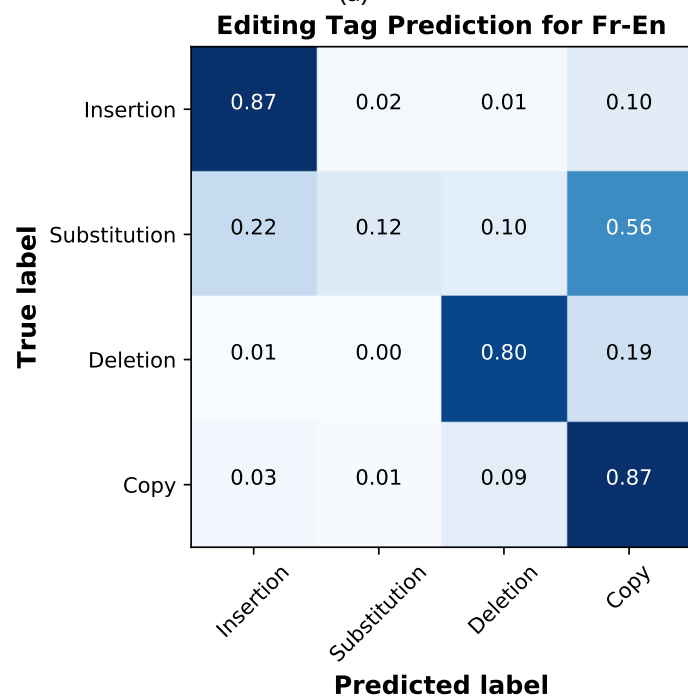 Editing Tag Prediction for Fr-En
Insertion 0.87 0.02 0.01 0.10
Substitution 0.22 0.12 0.10 0.56
Deletion 0.01 0.00 0.80 0.19
Copy 0.03 0.01 0.09 0.87
True label
Insertion Substitution Deletion Copy
Predicted label